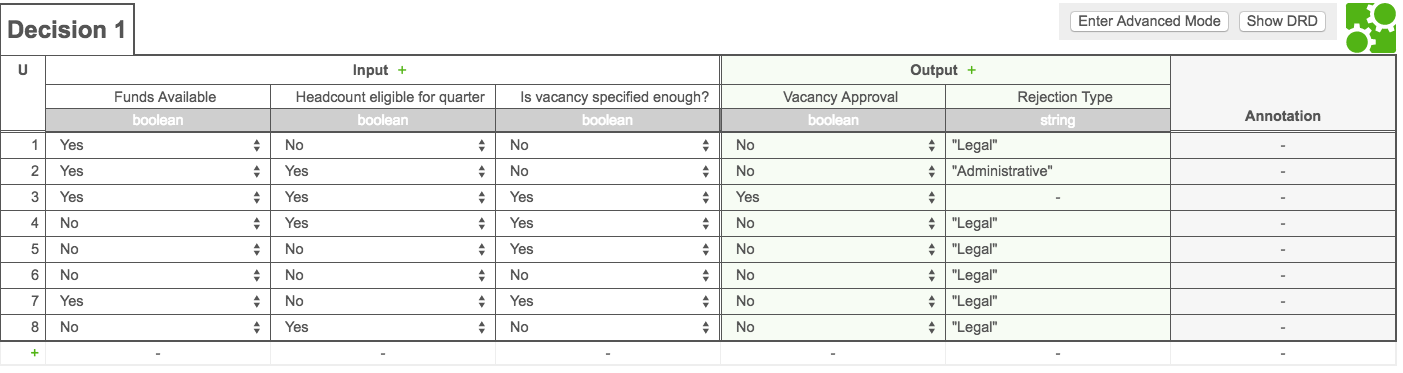 Decision 1
Enter Advanced Mode Show DRD
U Input + Output +
Funds Available Headcount eligible for quarter Is vacancy specified enough? Vacancy Approval Rejection Type Annotation
boolean boolean boolean boolean string
1 Yes No No No "Legal" -
2 Yes Yes No No "Administrative" -
3 Yes Yes Yes Yes - -
4 No Yes Yes No "Legal" -
5 No No Yes No "Legal" -
6 No No No No "Legal" -
7 Yes No Yes No "Legal" -
8 No Yes No No "Legal" -
+ - - - - - -